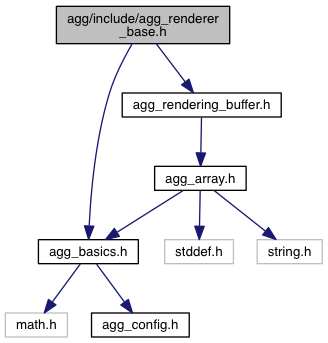 agg/include/agg_renderer
_base.h
agg_rendering_buffer.h
agg_array.h
agg_basics.h
stddef.h
string.h
math.h
agg_config.h